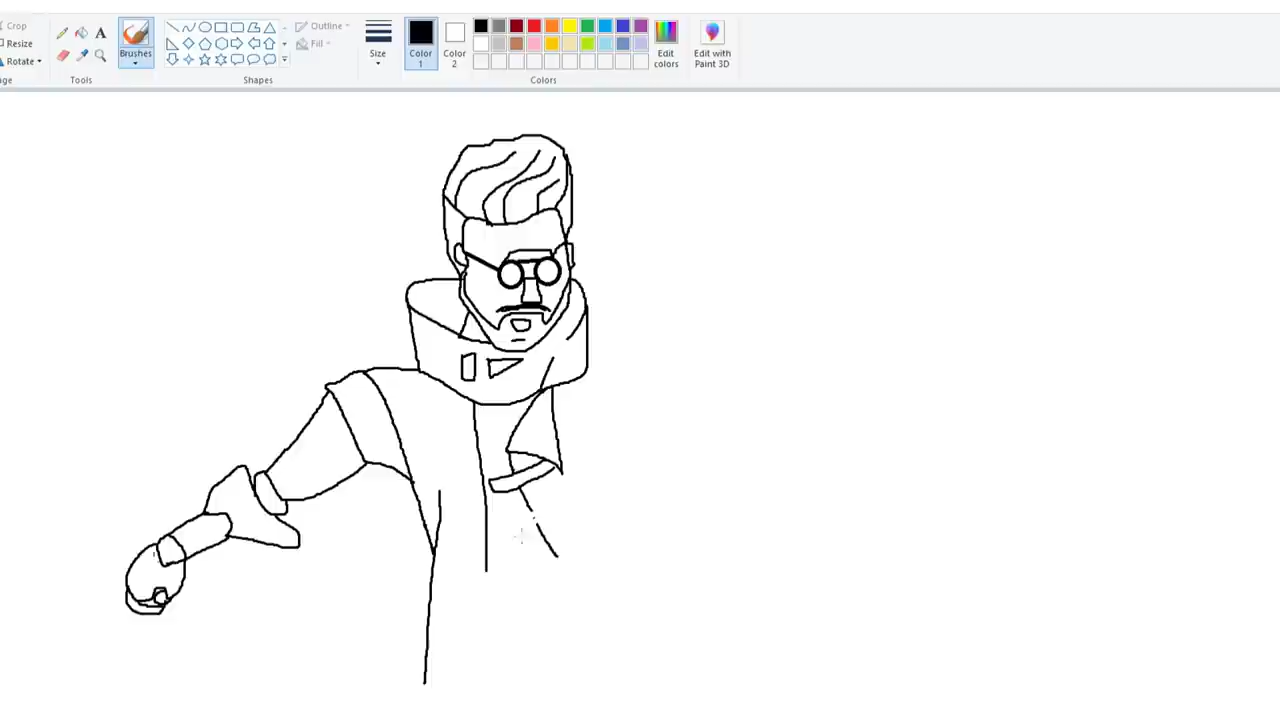 Crop
Resize
Rotate
ge
A
Tools
Brushes
Outline
Fill
Shapes
Size
Color
1
Color
2
Colors
Edit
colors
Edit with
Paint 3D